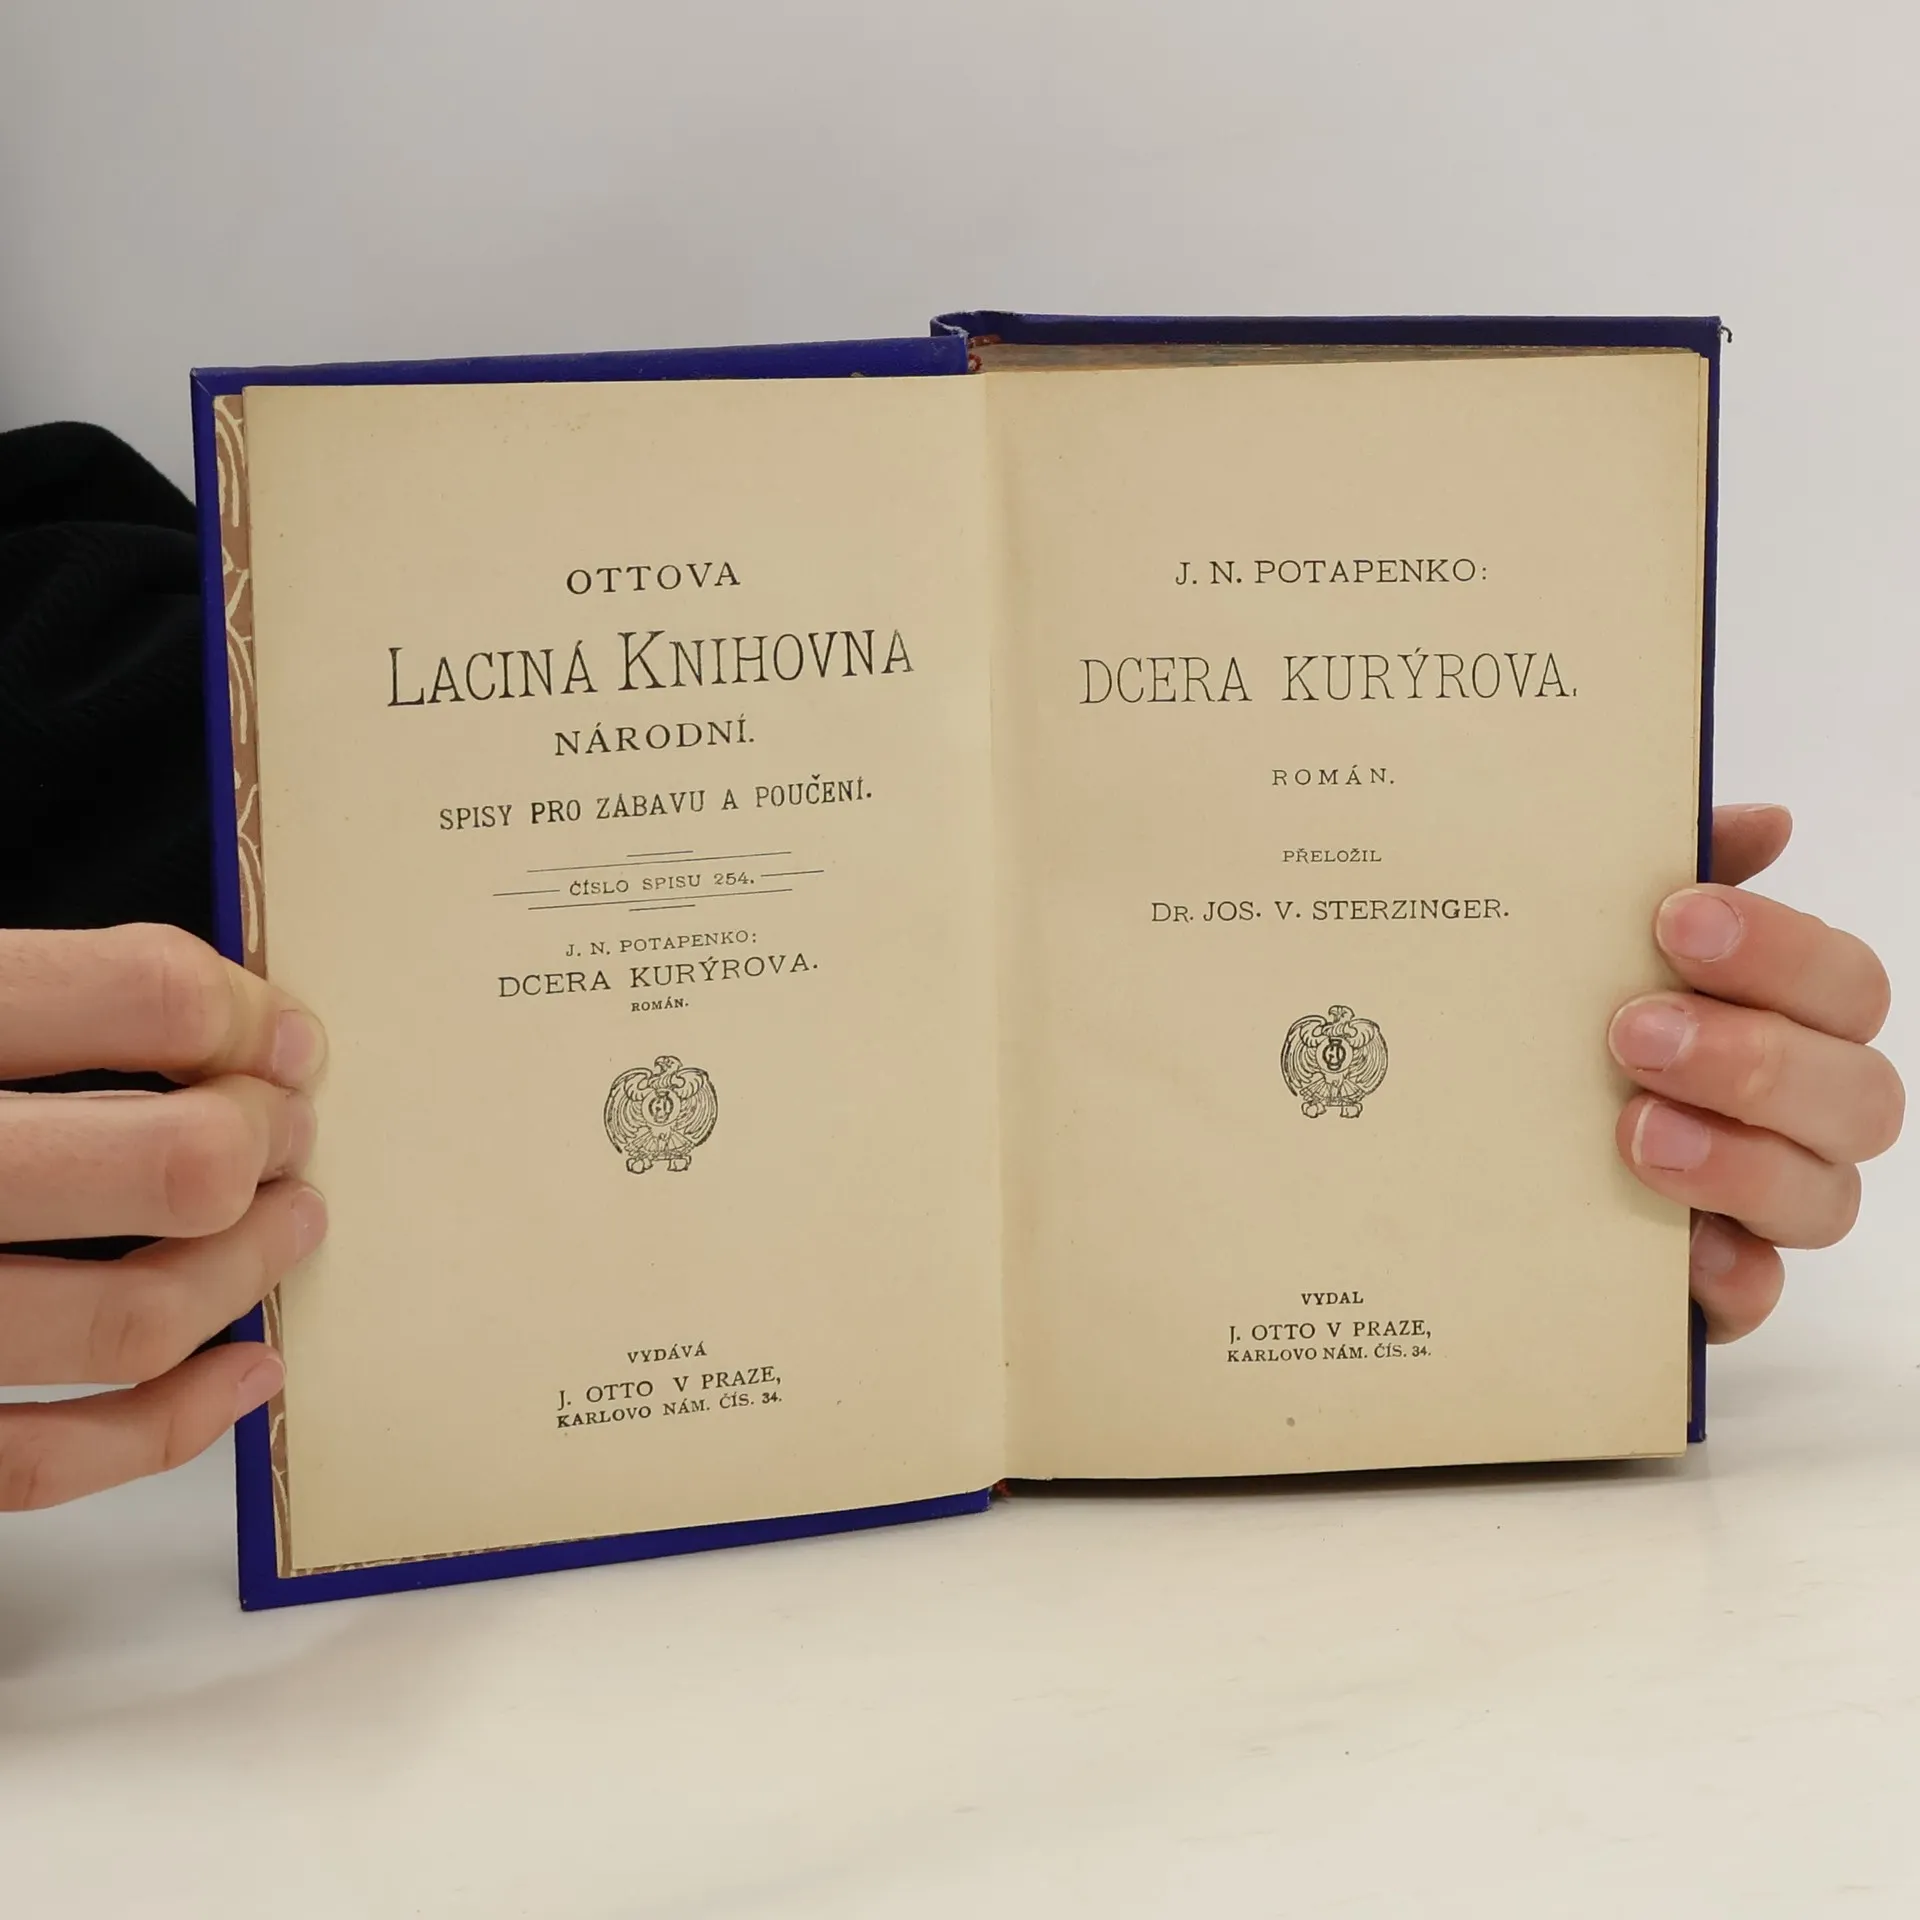 OTTOVA
LACINÁ KNIHOVNA
NÁRODNÍ.
SPISY PRO ZÁBAVU A POUČENÍ.
ČÍSLO SPISU 254.
J. N. POTAPENKO:
DCERA KURÝROVA.
ROMÁN.
VYDÁVÁ
J. OTTO V PRAZE,
KARLOVO NÁM. ČÍS. 34.
J. N. POTAPENKO:
DCERA KURÝROVA.
ROMÁN.
PŘELOŽIL
DR. JOS. V. STERZINGER.
VYDAL
J. OTTO V PRAZE,
KARLOVO NÁM. ČÍS. 34.